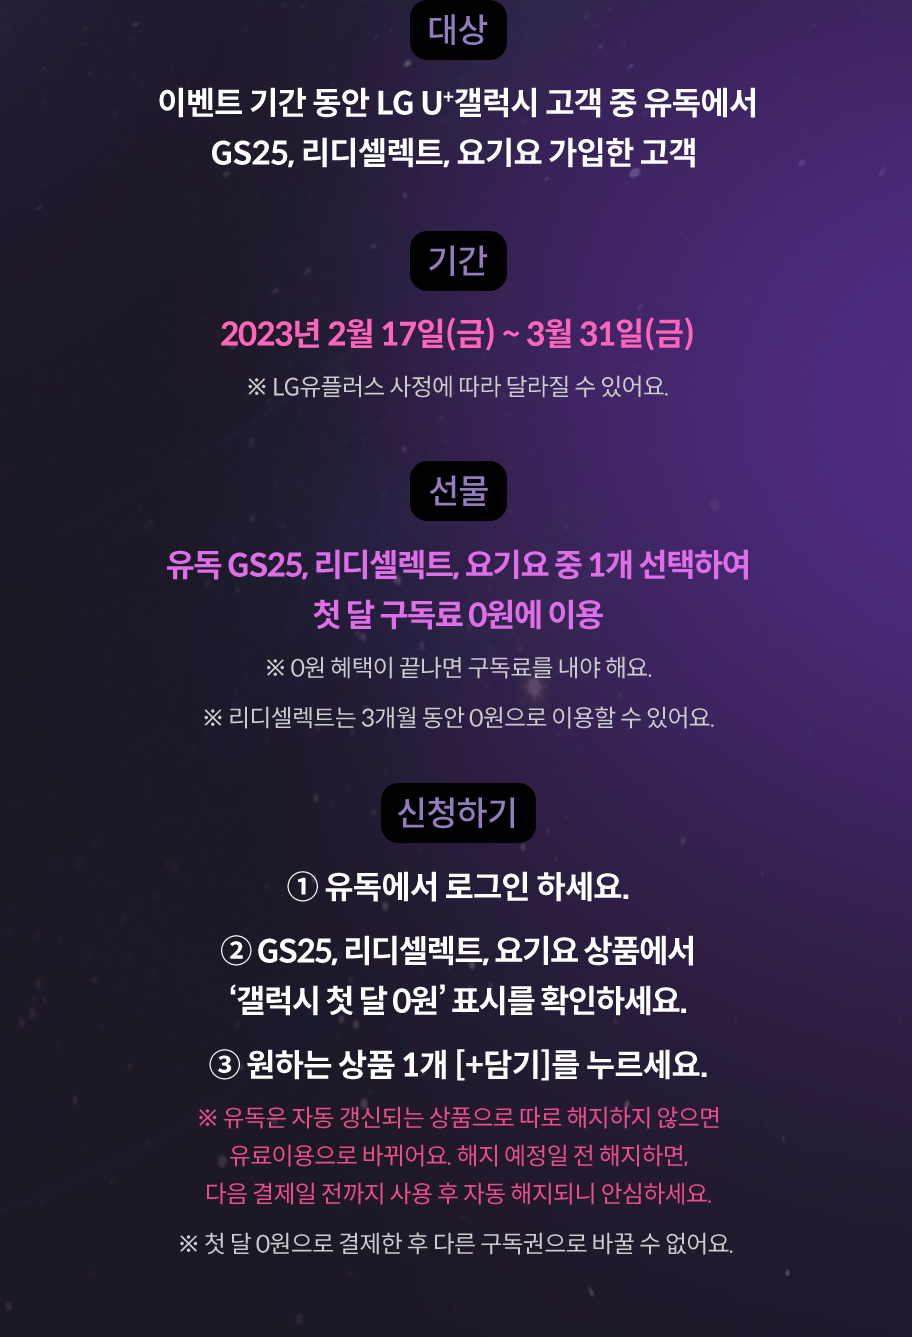 대상
이벤트 기간 동안 LG U⁺갤럭시 고객 중 유독에서
GS25, 리디셀렉트, 요기요 가입한 고객
기간
2023년 2월 17일(금) ~ 3월 31일(금)
※ LG유플러스 사정에 따라 달라질 수 있어요.
선물
유독 GS25, 리디셀렉트, 요기요 중 1개 선택하여
첫 달 구독료 0원에 이용
※ 0원 혜택이 끝나면 구독료를 내야 해요.
※ 리디셀렉트는 3개월 동안 0원으로 이용할 수 있어요.
신청하기
① 유독에서 로그인 하세요.
② GS25, 리디셀렉트, 요기요 상품에서
‘갤럭시 첫 달 0원’ 표시를 확인하세요.
③ 원하는 상품 1개 [+담기]를 누르세요.
※ 유독은 자동 갱신되는 상품으로 따로 해지하지 않으면
유료이용으로 바뀌어요. 해지 예정일 전 해지하면,
다음 결제일 전까지 사용 후 자동 해지되니 안심하세요.
※ 첫 달 0원으로 결제한 후 다른 구독권으로 바꿀 수 없어요.